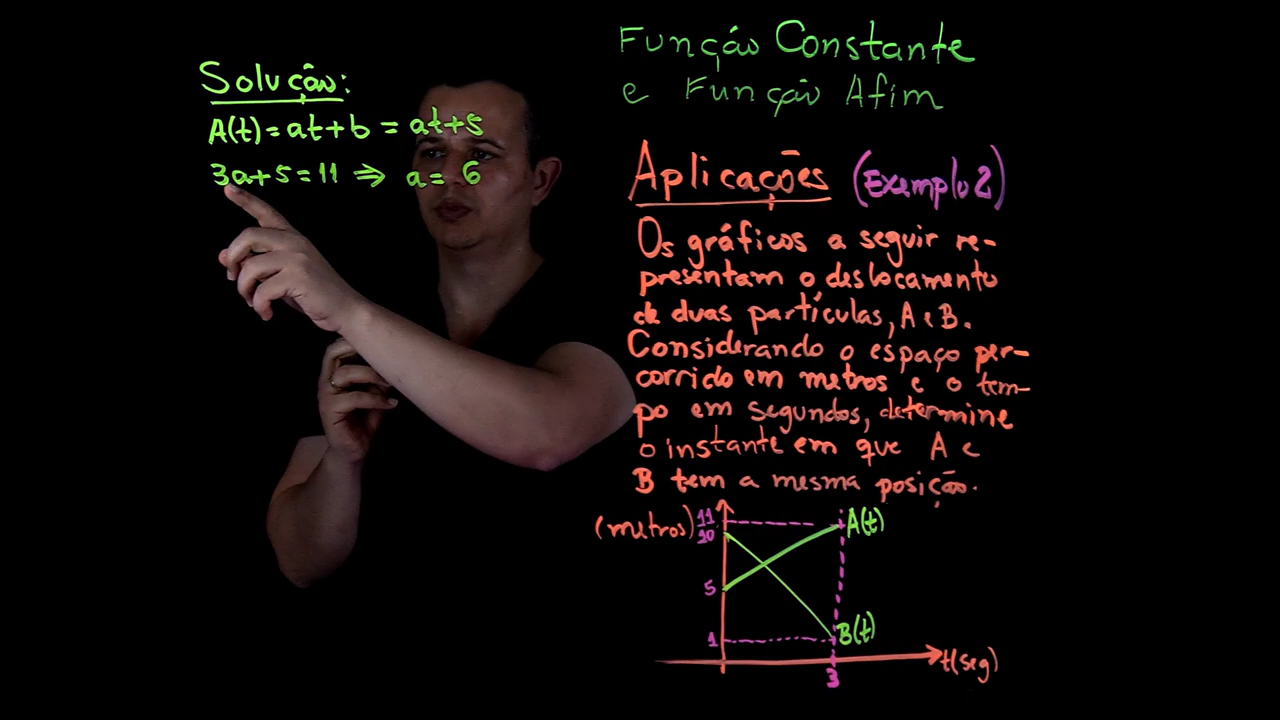 Função Constante
e Função Afim
Solução:
A(t) = at + b = at + 5
3a + 5 = 11 ⇒ a = 6
Aplicações (Exemplo 2)
Os gráficos a seguir re-
presentam o deslocamento
de duas partículas, A e B.
Considerando o espaço per-
corrido em metros e o tem-
po em segundos, determine
o instante em que A e
B tem a mesma posição.
(metros)
11
10
5
1
A(t)
B(t)
3
t(seg)